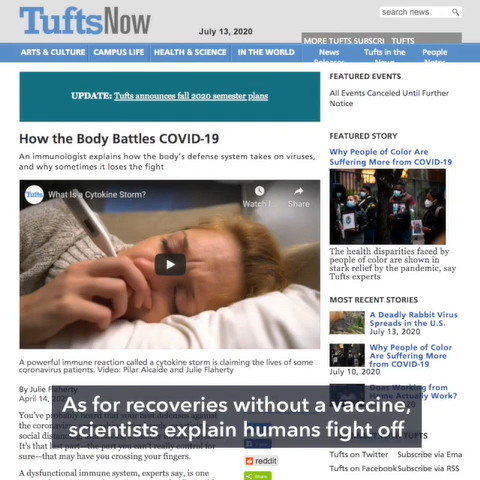 TuftsNow
July 13, 2020
search news
MORE TUFTS SUBSCRI TUFTS
ARTS & CULTURE CAMPUS LIFE HEALTH & SCIENCE IN THE WORLD
News Tufts in the People
UPDATE: Tufts announces fall 2020 semester plans
How the Body Battles COVID-19
An immunologist explains how the body's defense system takes on viruses,
and why sometimes it loses the fight
Tufts What Is a Cytokine Storm?
Watch l... Share
A powerful immune reaction called a cytokine storm is claiming the lives of some
coronavirus patients. Video: Pilar Alcaide and Julie Flaherty
By Julie Flaherty
April 14, 20
You've probably heard that your best defenses against
the coronavirus
social distancing
It's that last part—the part you can't really control for
sure—that may have you crossing your fingers.
A dysfunctional immune system, experts say, is one
As for recoveries without a vaccine,
scientists explain humans fight off
reddit
Share
FEATURED EVENTS
All Events Canceled Until Further
Notice
FEATURED STORY
Why People of Color Are
Suffering More from COVID-19
The health disparities faced by
people of color are shown in
stark relief by the pandemic, say
Tufts experts
MOST RECENT STORIES
A Deadly Rabbit Virus
Spreads in the U.S.
July 13, 2020
Why People of Color
Are Suffering More
from COVID-19
July 10, 2020
Does Working from
Home Actually Work?
TUFTS
Tufts on Twitter Subscribe via Ema
Tufts on Facebook Subscribe via RSS